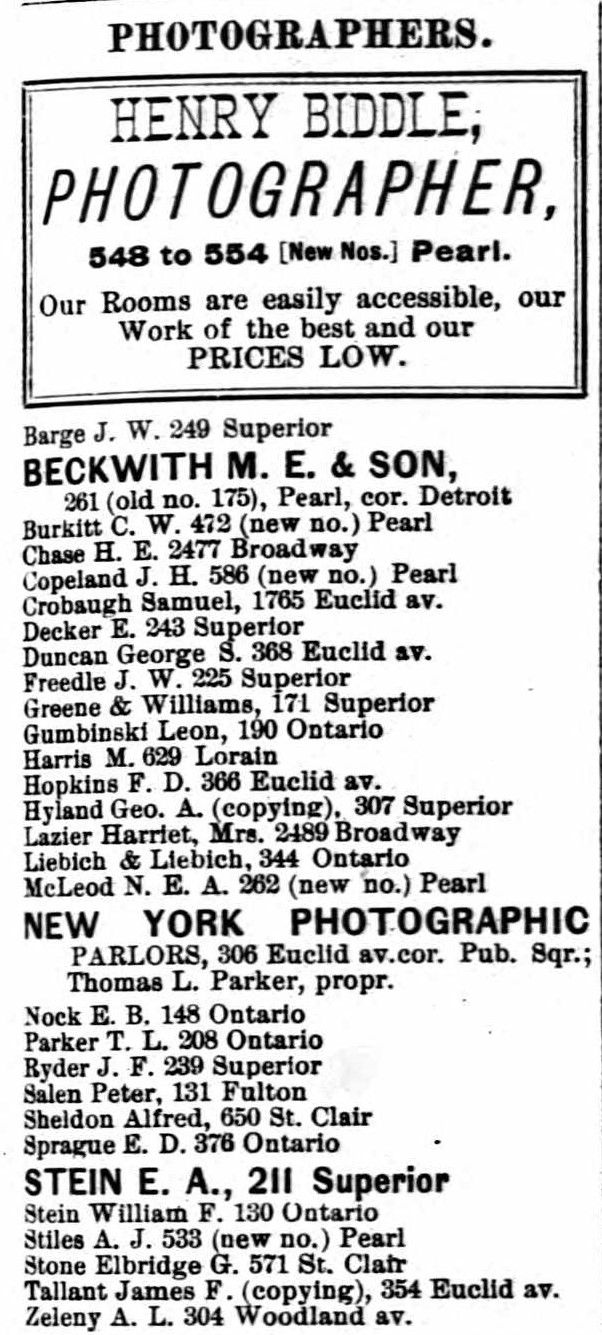 PHOTOGRAPHERS.
HENRY BIDDLE,
PHOTOGRAPHER,
548 to 554 [New Nos.] Pearl.
Our Rooms are easily accessible, our
Work of the best and our
PRICES LOW.
Barge J. W. 249 Superior
BECKWITH M. E. & SON,
261 (old no. 175), Pearl, cor. Detroit
Burkitt C. W. 472 (new no.) Pearl
Chase H. E. 2477 Broadway
Copeland J. H. 586 (new no.) Pearl
Crobaugh Samuel, 1765 Euclid av.
Decker E. 243 Superior
Duncan George S. 368 Euclid av.
Freedle J. W. 225 Superior
Greene & Williams, 171 Superior
Gumbinski Leon, 190 Ontario
Harris M. 629 Lorain
Hopkins F. D. 366 Euclid av.
Hyland Geo. A. (copying), 307 Superior
Lazier Harriet, Mrs. 2489 Broadway
Liebich & Liebich, 344 Ontario
McLeod N. E. A. 262 (new no.) Pearl
NEW YORK PHOTOGRAPHIC
PARLORS, 306 Euclid av. cor. Pub. Sqr.;
Thomas L. Parker, propr.
Nock E. B. 148 Ontario
Parker T. L. 208 Ontario
Ryder J. F. 239 Superior
Salen Peter, 131 Fulton
Sheldon Alfred, 650 St. Clair
Sprague E. D. 376 Ontario
STEIN E. A., 211 Superior
Stein William F. 130 Ontario
Stiles A. J. 533 (new no.) Pearl
Stone Elbridge G. 571 St. Clair
Tallant James F. (copying), 354 Euclid av.
Zeleny A. L. 304 Woodland av.